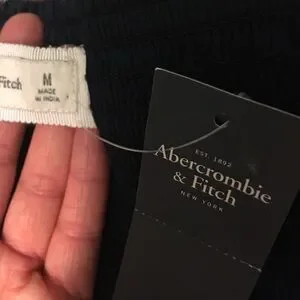 Fitch
M
MADE
IN INDIA
EST. 1892
Abercrombie
& Fitch
NEW YORK